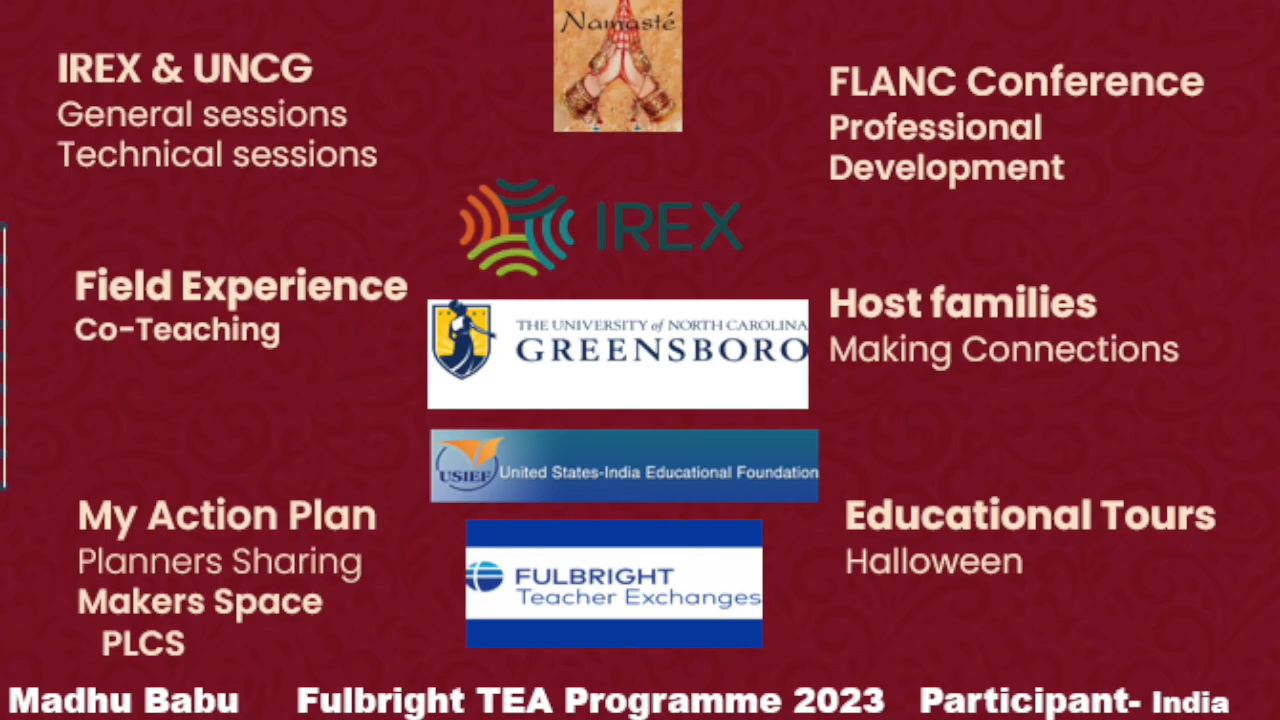 Namasté
IREX & UNCG
General sessions
Technical sessions
FLANC Conference
Professional
Development
IREX
Field Experience
Co-Teaching
THE UNIVERSITY of NORTH CAROLINA
GREENSBORO
Host families
Making Connections
USIEF United States-India Educational Foundation
My Action Plan
Planners Sharing
Makers Space
PLCS
FULBRIGHT
Teacher Exchanges
Educational Tours
Halloween
Madhu Babu Fulbright TEA Programme 2023 Participant- India